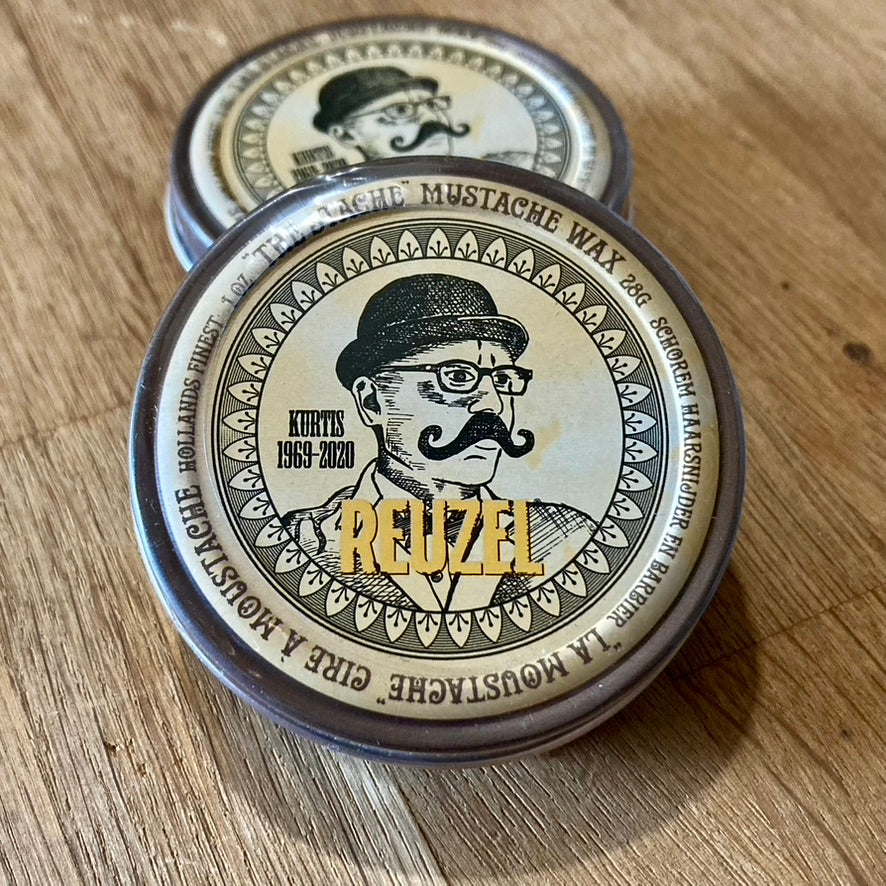 KURTIS
"THE STACHE" MUSTACHE WAX 28G SCHOREM HAARSNIJDER EN BARBIER "LA MOUSTACHE" CIRE À MOUSTACHE HOLLANDS FINEST 1 OZ.
KURTIS
1969-2020
REUZEL